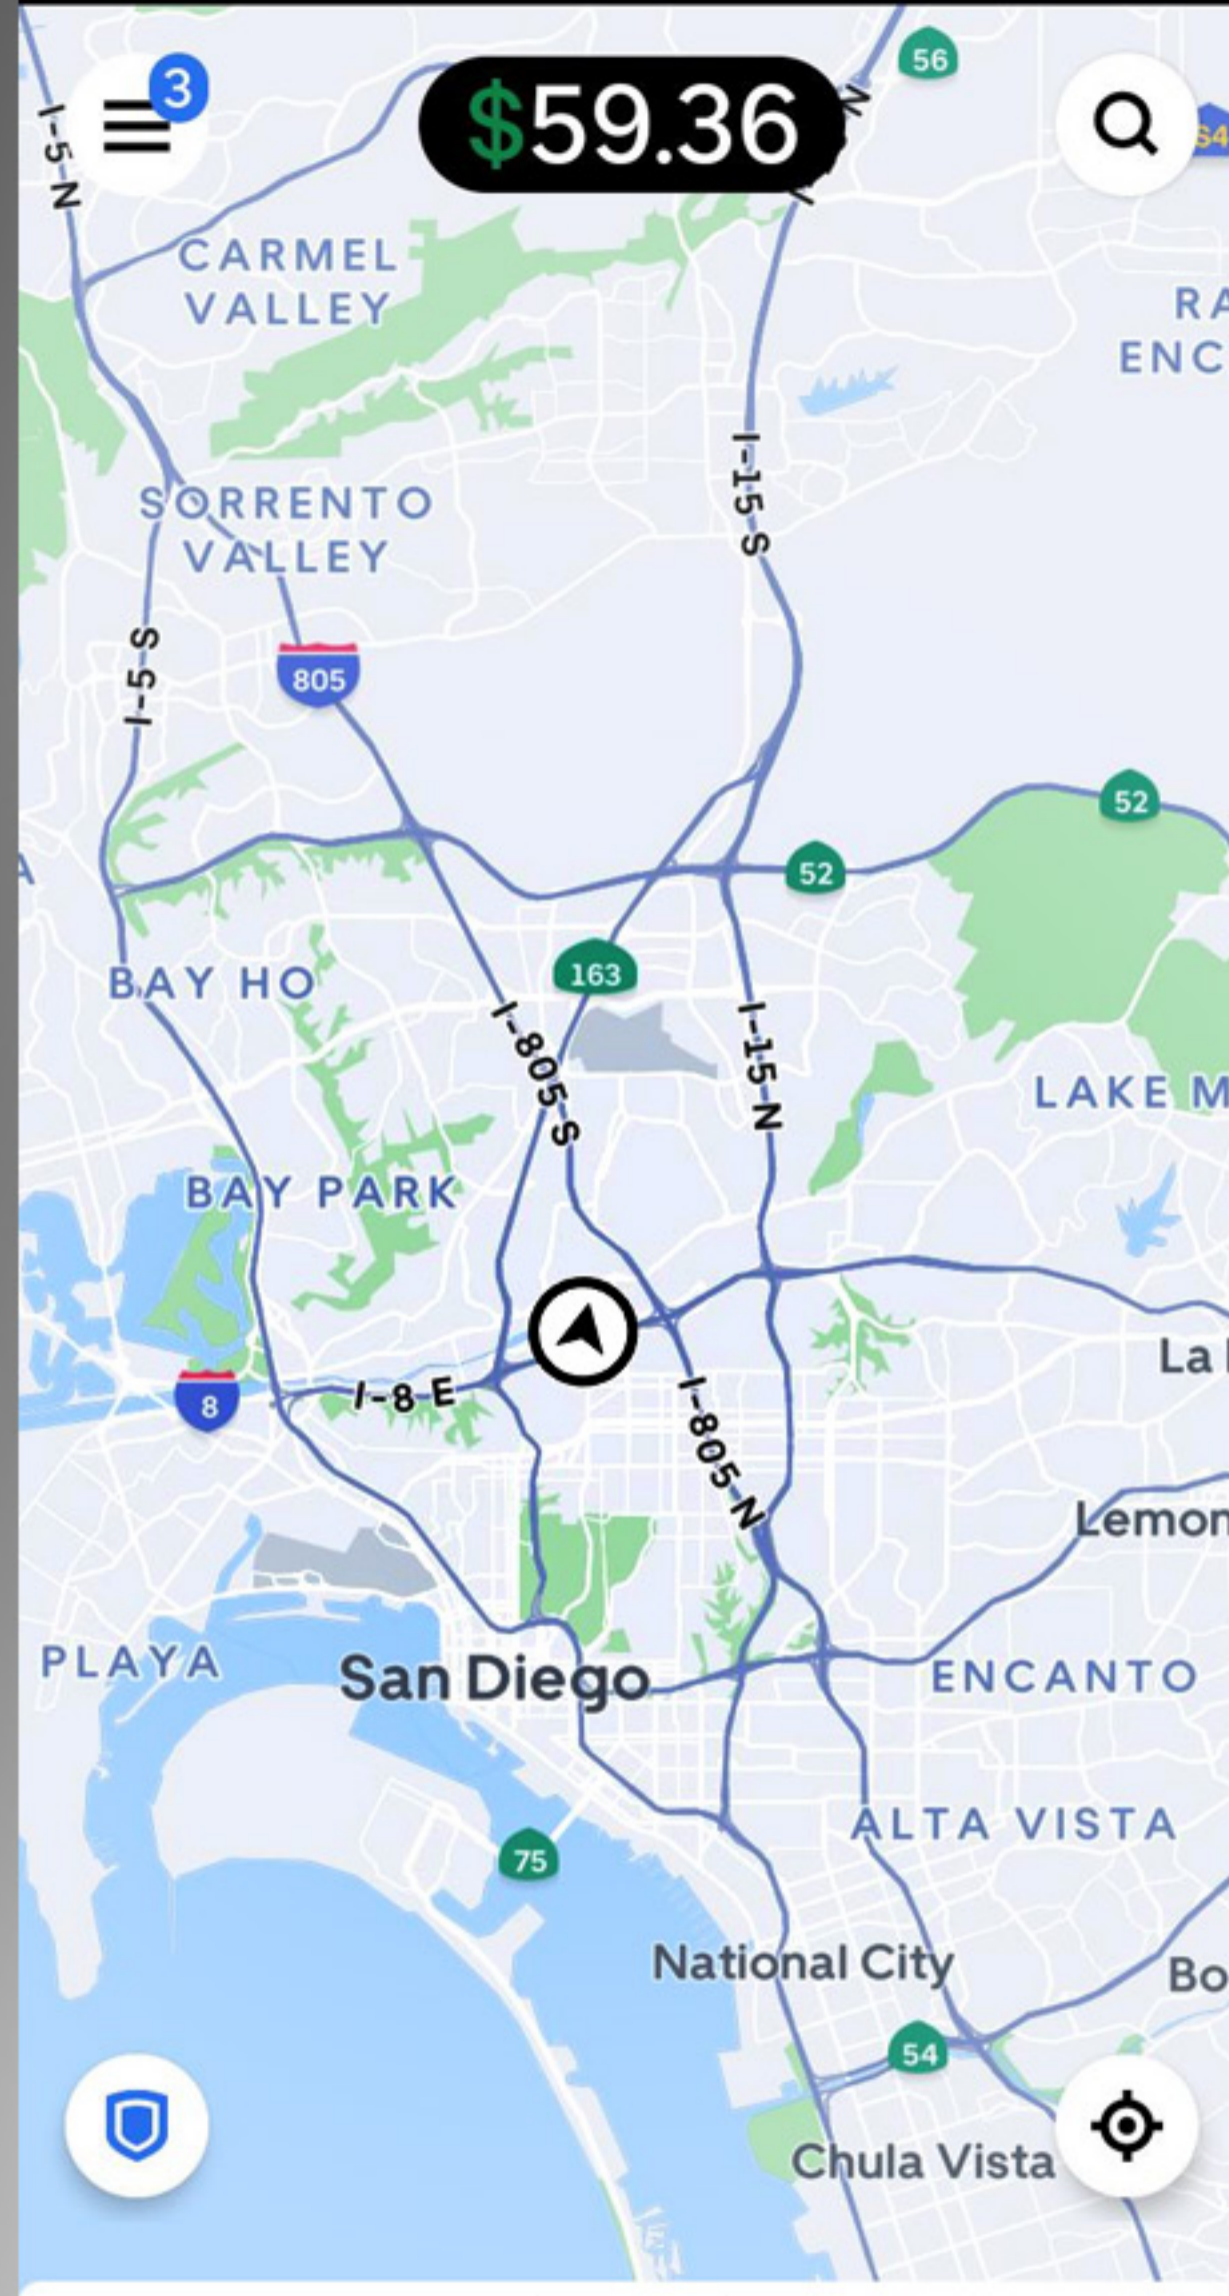 3
$59.36
56
I-5 N
CARMEL
VALLEY
I-15 S
SORRENTO
VALLEY
I-5 S
805
52
52
163
BAY HO
I-805 S
I-15 N
BAY PARK
I-8 E
8
I-805 N
La
Lemon
PLAYA
San Diego
ENCANTO
ALTA VISTA
75
National City
Bo
54
Chula Vista
LAKE M
RA
ENC